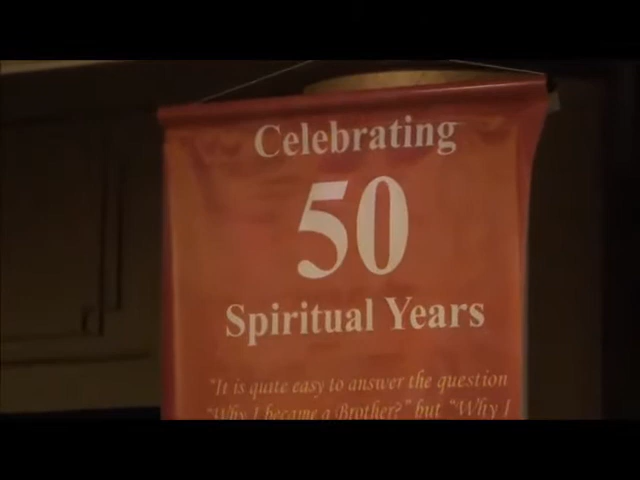 Celebrating
50
Spiritual Years
"It is quite easy to answer the question
"Why I became a Brother?" but "Why I